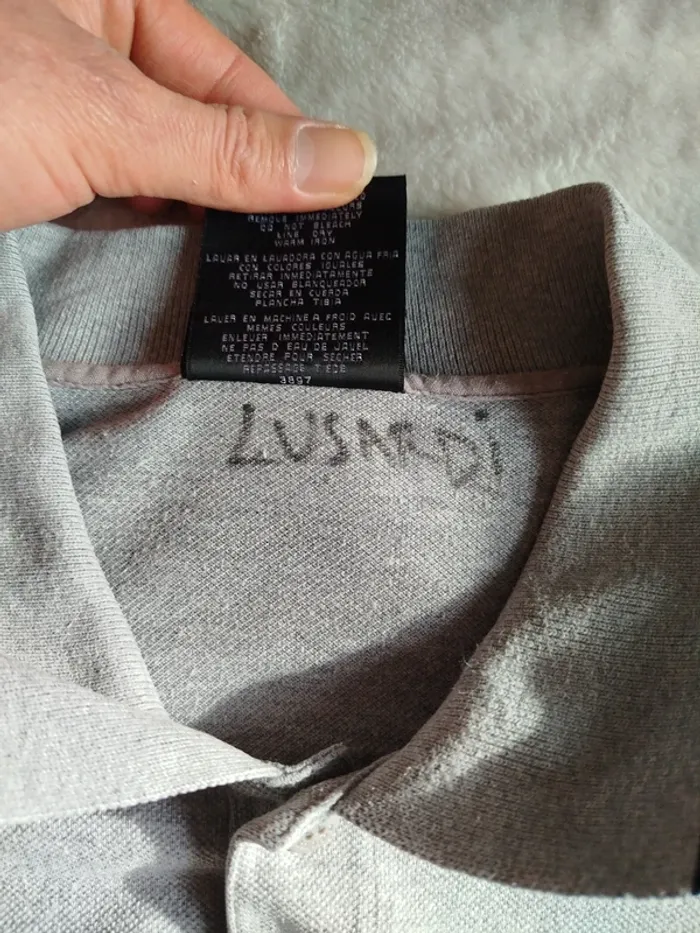 REMOVE IMMEDIATELY
DO NOT BLEACH
LINE DRY
WARM IRON
LAVAR EN LAVADORA CON AGUA FRIA
CON COLORES IGUALES
RETIRAR INMEDIATAMENTE
NO USAR BLANQUEADOR
SECAR EN CUERDA
PLANCHA TIBIA
LAVER EN MACHINE A FROID AVEC
MEMES COULEURS
ENLEVER IMMEDIATEMENT
NE PAS D EAU DE JAVEL
ETENDRE POUR SECHER
REPASSAGE TIEDE
3897
LUSARDi